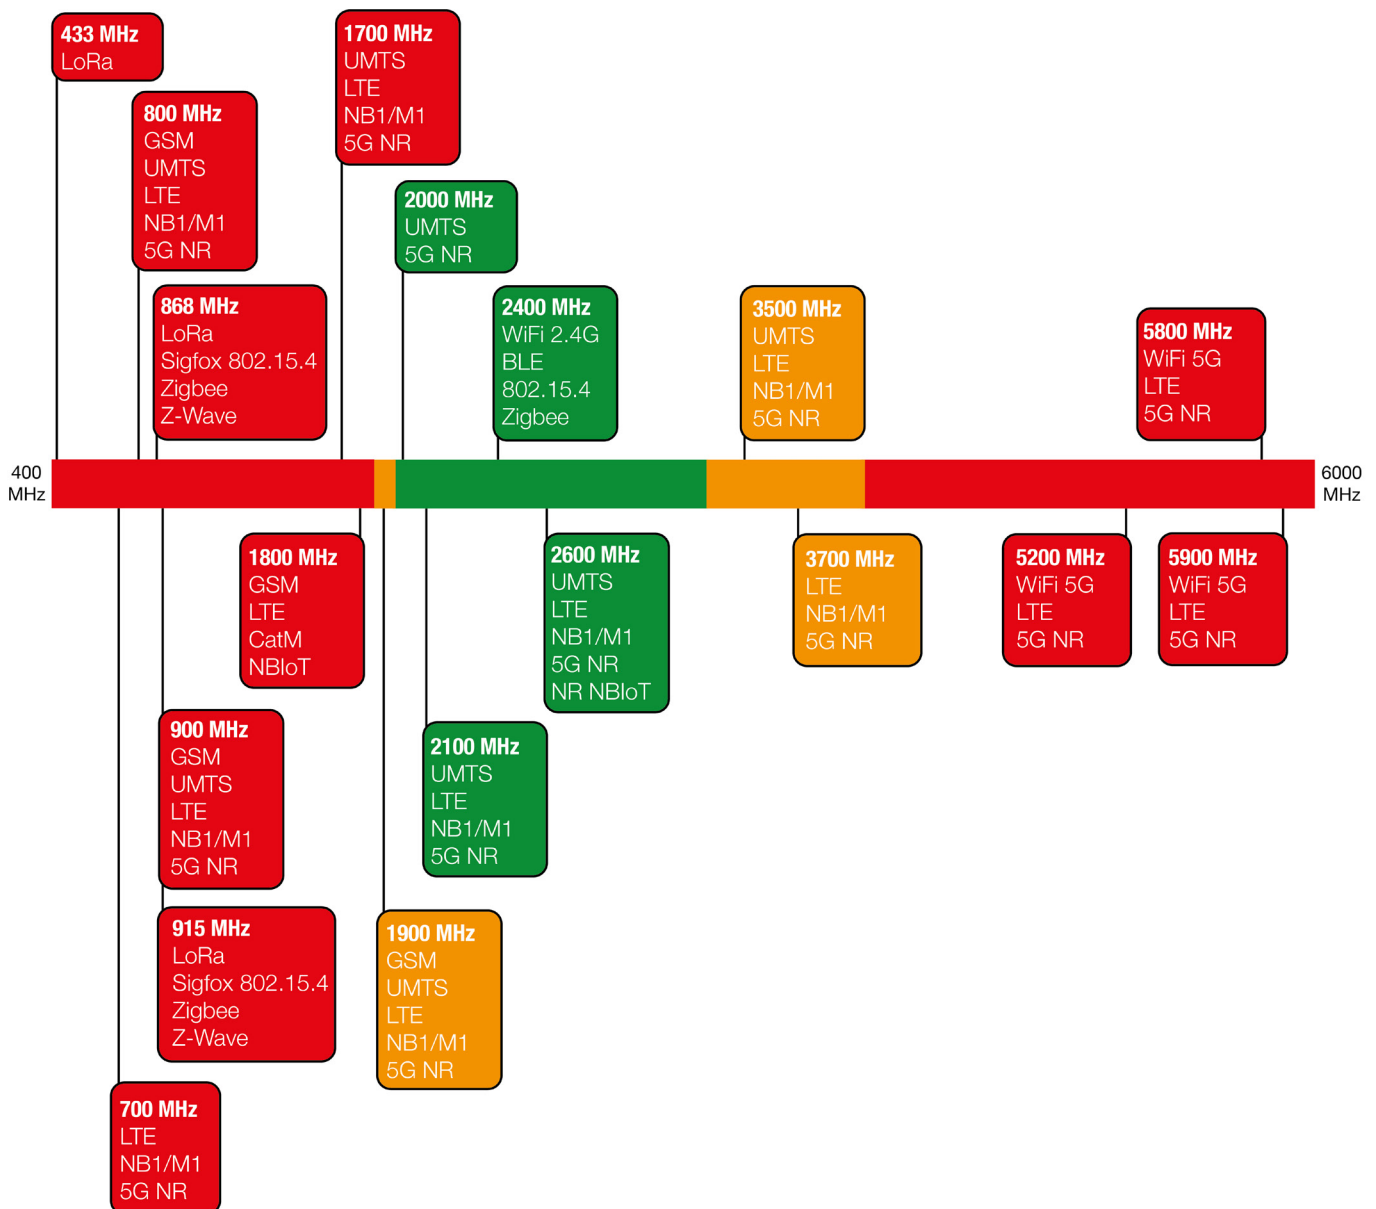 433 MHz
LoRa
800 MHz
GSM
UMTS
LTE
NB1/M1
5G NR
868 MHz
LoRa
Sigfox 802.15.4
Zigbee
Z-Wave
1700 MHz
UMTS
LTE
NB1/M1
5G NR
2000 MHz
UMTS
5G NR
2400 MHz
WiFi 2.4G
BLE
802.15.4
Zigbee
3500 MHz
UMTS
LTE
NB1/M1
5G NR
5800 MHz
WiFi 5G
LTE
5G NR
400
MHz
6000
MHz
1800 MHz
GSM
LTE
CatM
NBIoT
2600 MHz
UMTS
LTE
NB1/M1
5G NR
NR NBIoT
3700 MHz
LTE
NB1/M1
5G NR
5200 MHz
WiFi 5G
LTE
5G NR
5900 MHz
WiFi 5G
LTE
5G NR
900 MHz
GSM
UMTS
LTE
NB1/M1
5G NR
2100 MHz
UMTS
LTE
NB1/M1
5G NR
915 MHz
LoRa
Sigfox 802.15.4
Zigbee
Z-Wave
1900 MHz
GSM
UMTS
LTE
NB1/M1
5G NR
700 MHz
LTE
NB1/M1
5G NR